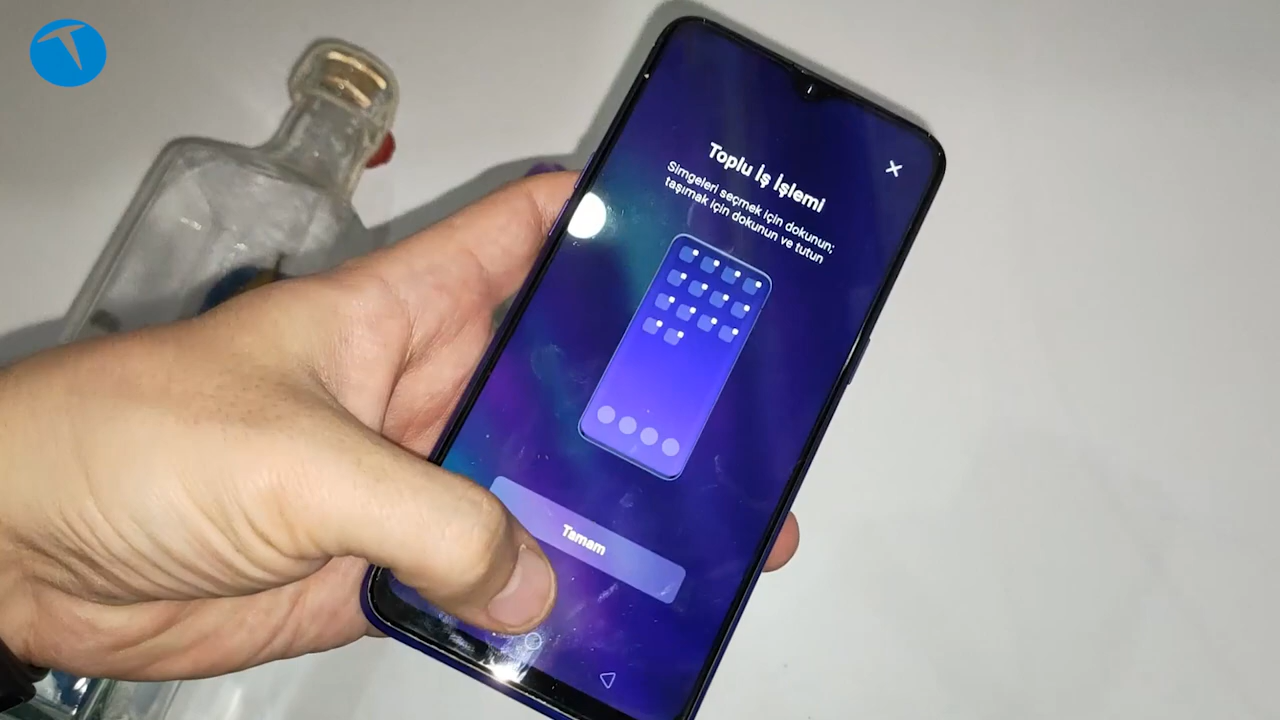 Toplu İş İşlemi
Simgeleri seçmek için dokunun;
taşımak için dokunun ve tutun
Tamam